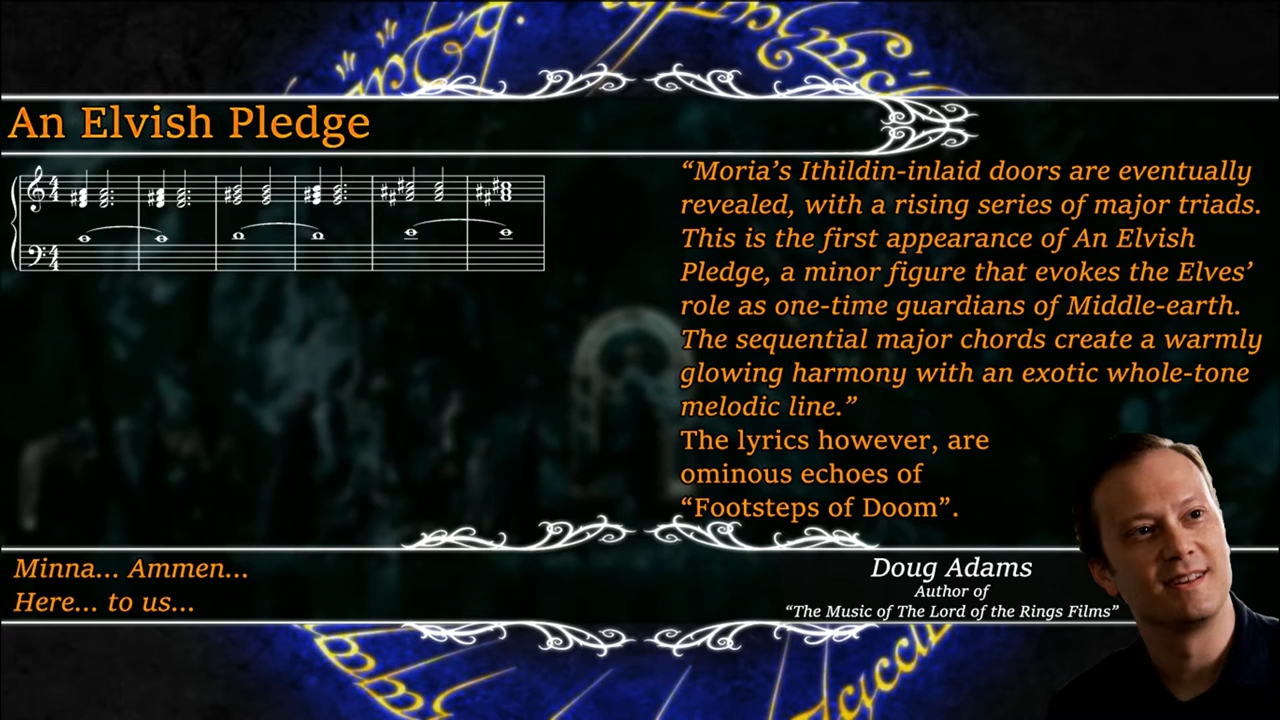 An Elvish Pledge
“Moria’s Ithildin-inlaid doors are eventually
revealed, with a rising series of major triads.
This is the first appearance of An Elvish
Pledge, a minor figure that evokes the Elves’
role as one-time guardians of Middle-earth.
The sequential major chords create a warmly
glowing harmony with an exotic whole-tone
melodic line.”
The lyrics however, are
ominous echoes of
“Footsteps of Doom”.
Minna... Ammen...
Here... to us...
Doug Adams
Author of
“The Music of The Lord of the Rings Films”